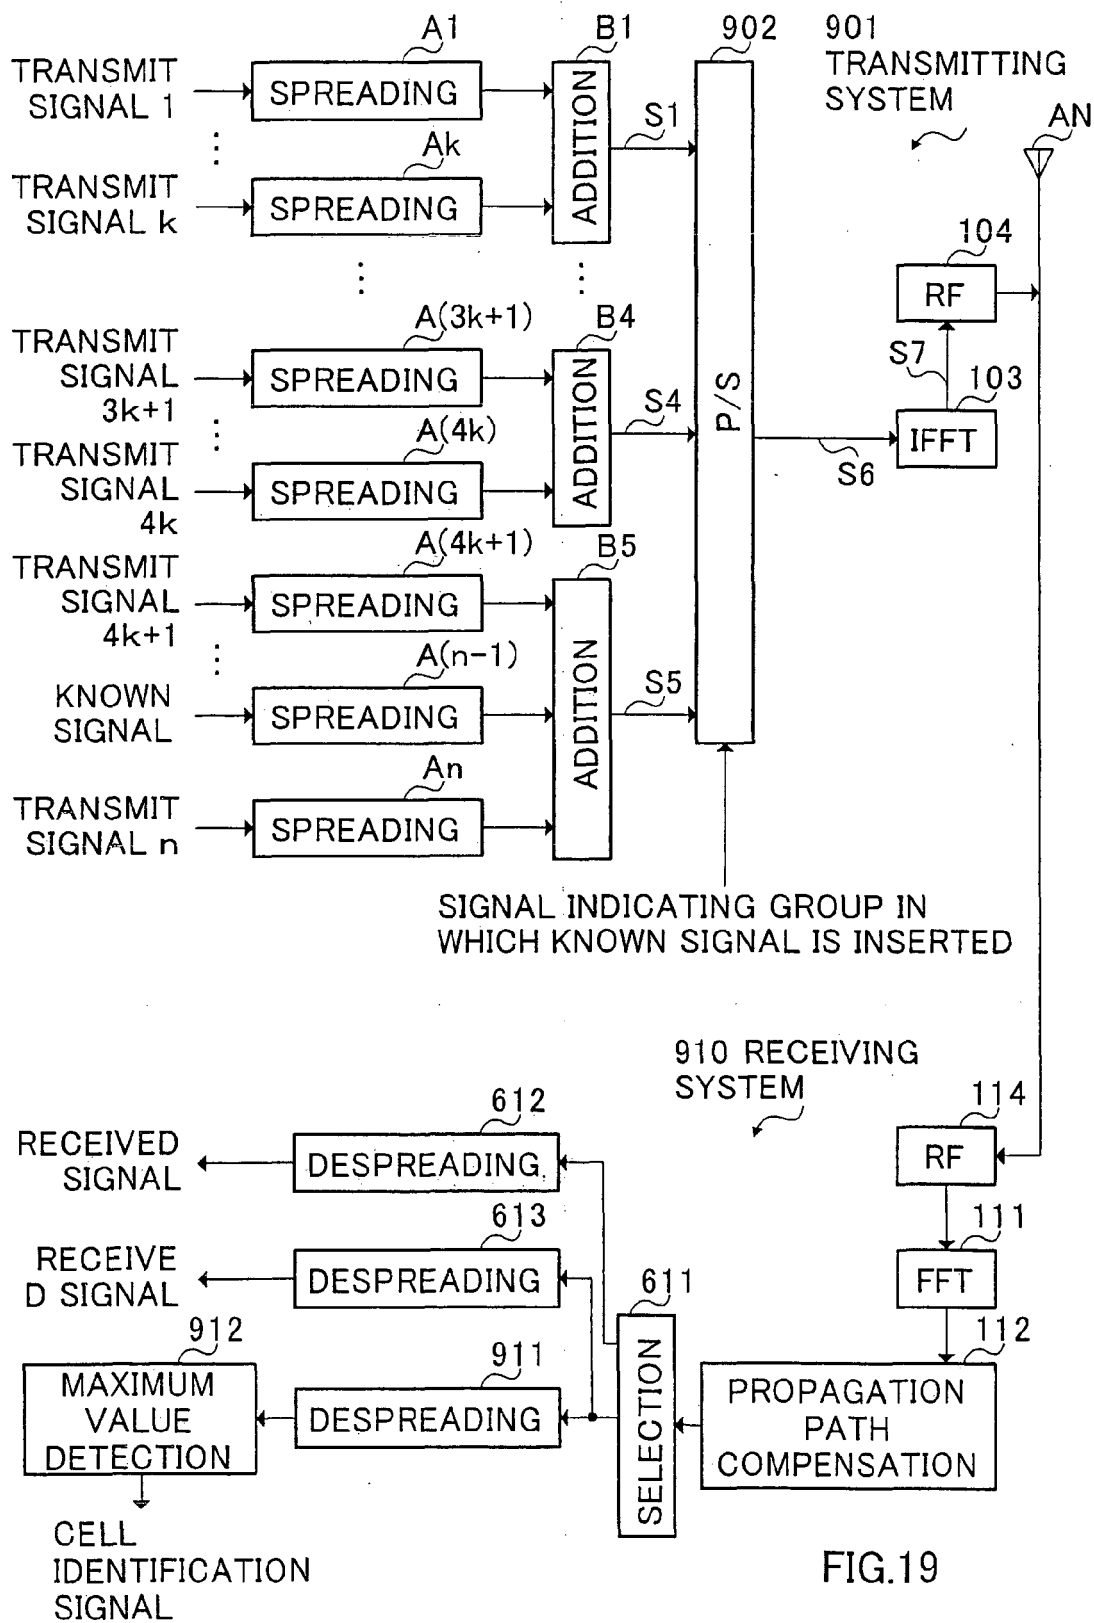 A1
B1
902
901
TRANSMITTING
SYSTEM
TRANSMIT
SIGNAL 1
SPREADING
ADDITION
S1
AN
⋮
Ak
TRANSMIT
SIGNAL k
SPREADING
⋮
⋮
104
RF
A(3k+1)
B4
TRANSMIT
SIGNAL
3k+1
SPREADING
ADDITION
S4
P/S
S7
103
IFFT
S6
⋮
A(4k)
TRANSMIT
SIGNAL
4k
SPREADING
A(4k+1)
B5
TRANSMIT
SIGNAL
4k+1
SPREADING
ADDITION
S5
⋮
A(n-1)
KNOWN
SIGNAL
SPREADING
An
TRANSMIT
SIGNAL n
SPREADING
SIGNAL INDICATING GROUP IN
WHICH KNOWN SIGNAL IS INSERTED
910 RECEIVING
SYSTEM
612
114
RECEIVED
SIGNAL
DESPREADING
RF
613
111
RECEIVE
D SIGNAL
DESPREADING
FFT
611
112
912
911
MAXIMUM
VALUE
DETECTION
DESPREADING
SELECTION
PROPAGATION
PATH
COMPENSATION
CELL
IDENTIFICATION
SIGNAL
FIG.19